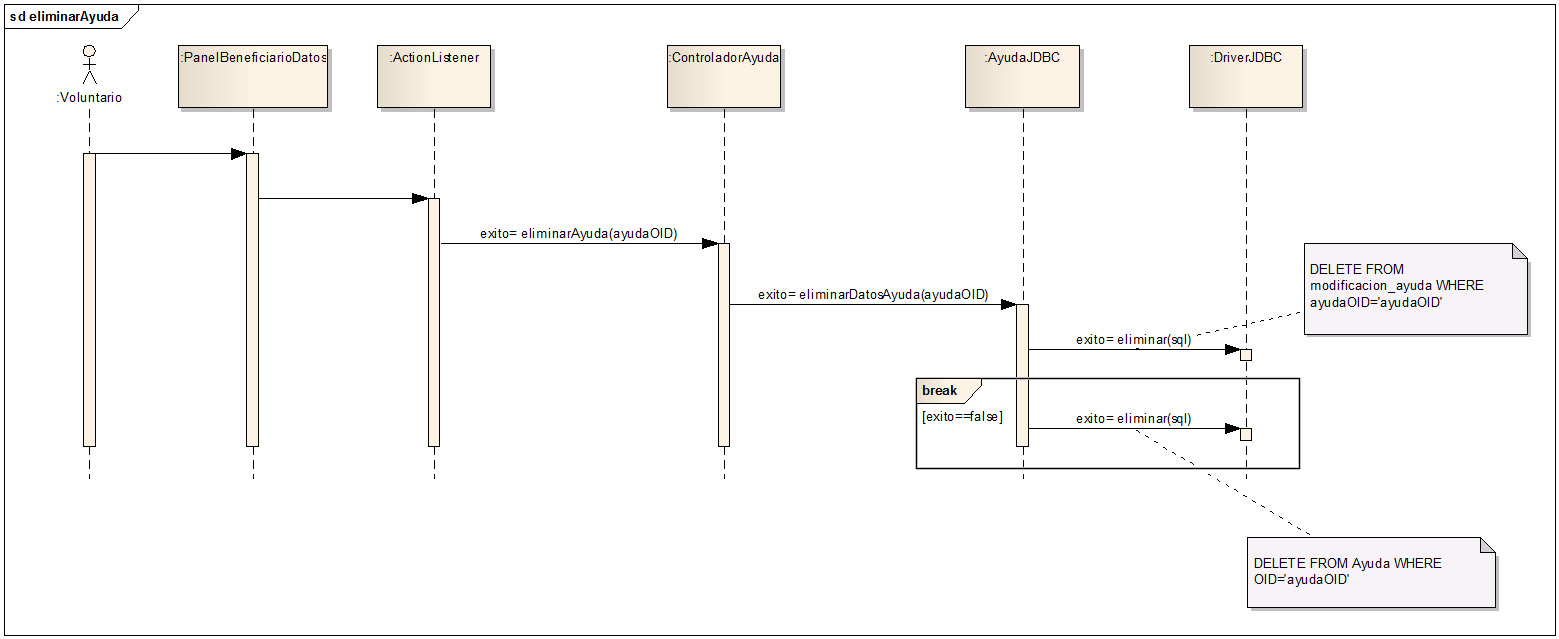 sd eliminarAyuda
:Voluntario
:PanelBeneficiarioDatos
:ActionListener
:ControladorAyuda
:AyudaJDBC
:DriverJDBC
exito= eliminarAyuda(ayudaOID)
exito= eliminarDatosAyuda(ayudaOID)
DELETE FROM
modificacion_ayuda WHERE
ayudaOID='ayudaOID'
exito= eliminar(sql)
break
[exito==false]
exito= eliminar(sql)
DELETE FROM Ayuda WHERE
OID='ayudaOID'